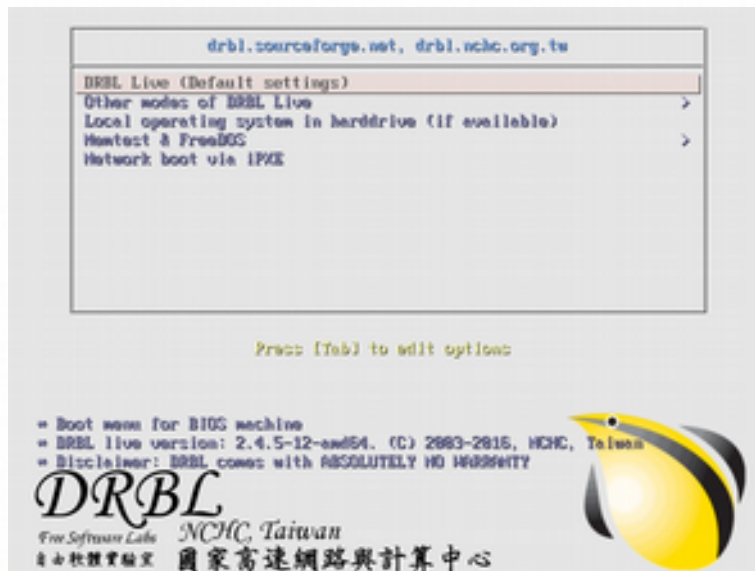 drbl.sourceforge.net, drbl.nchc.org.tw
DRBL Live (Default settings)
Other modes of DRBL Live >
Local operating system in harddrive (if available) 
Memtest & FreeDOS >
Network boot via iPXE
Press [Tab] to edit options
* Boot menu for BIOS machine
* DRBL live version: 2.4.5-12-amd64. (C) 2003-2016, NCHC, Taiwan
* Disclaimer: DRBL comes with ABSOLUTELY NO WARRANTY
DRBL
Free Software Labs NCHC, Taiwan
自由軟體實驗室 國家高速網路與計算中心